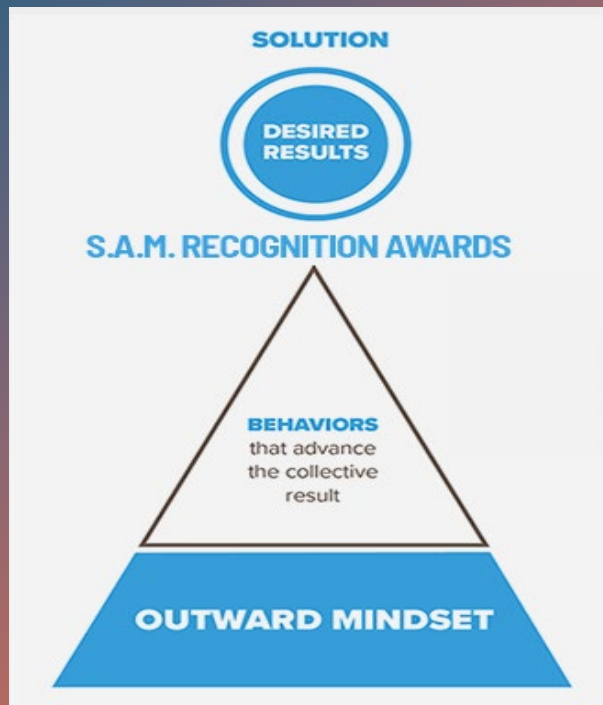 SOLUTION
DESIRED
RESULTS
S.A.M. RECOGNITION AWARDS
BEHAVIORS
that advance
the collective
result
OUTWARD MINDSET